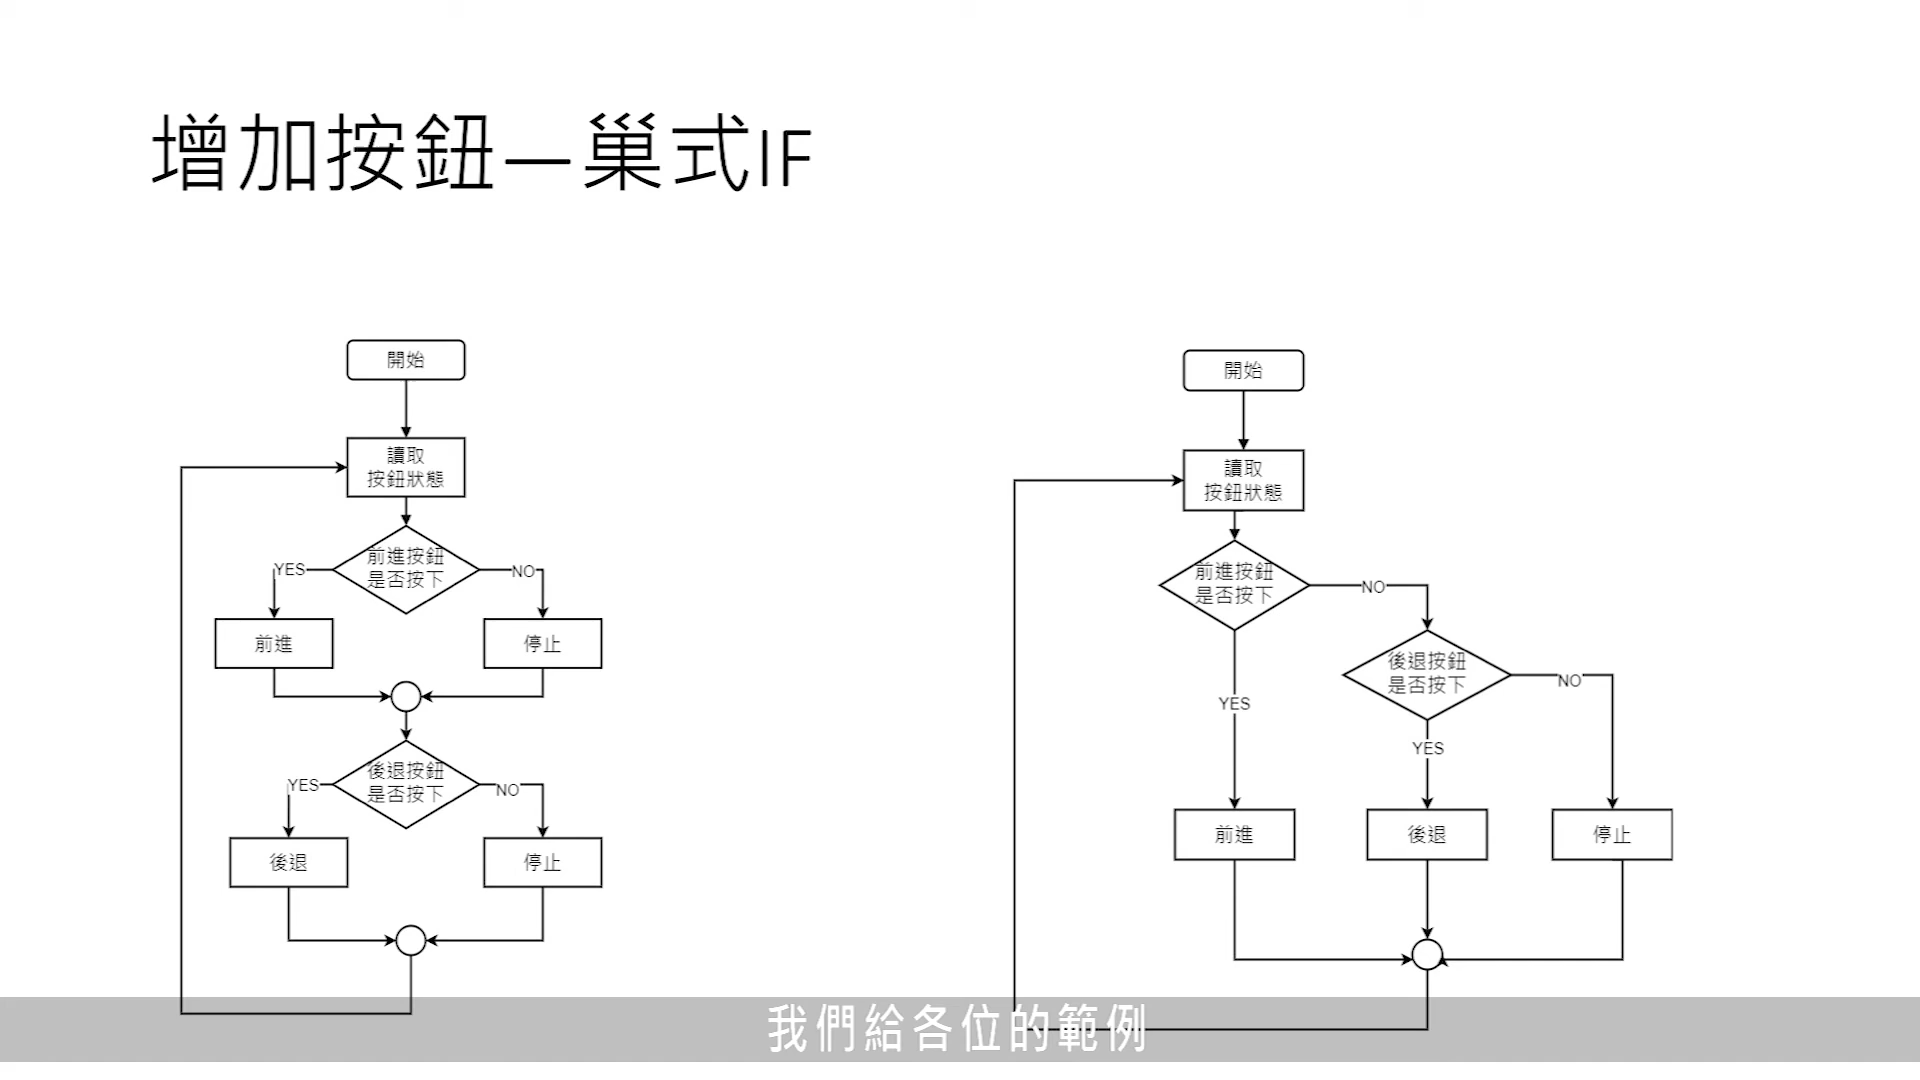 增加按鈕—巢式IF
開始
讀取
按鈕狀態
前進按鈕
是否按下
YES
NO
前進
停止
後退按鈕
是否按下
YES
NO
後退
停止
開始
讀取
按鈕狀態
前進按鈕
是否按下
NO
後退按鈕
是否按下
NO
YES
YES
前進
後退
停止
我們給各位的範例